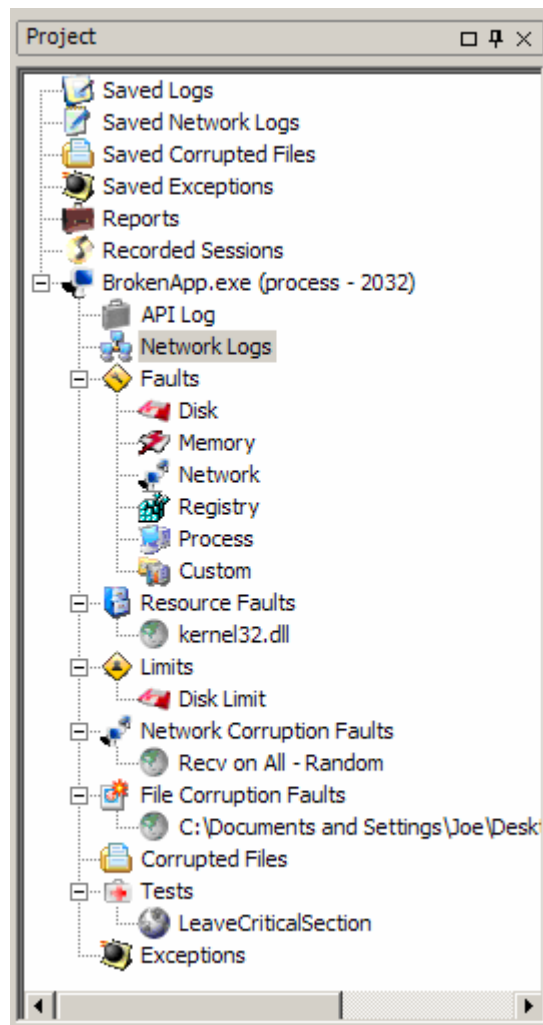 Project
Saved Logs
Saved Network Logs
Saved Corrupted Files
Saved Exceptions
Reports
Recorded Sessions
BrokenApp.exe (process - 2032)
API Log
Network Logs
Faults
Disk
Memory
Network
Registry
Process
Custom
Resource Faults
kernel32.dll
Limits
Disk Limit
Network Corruption Faults
Recv on All - Random
File Corruption Faults
C:\Documents and Settings\Joe\Desk
Corrupted Files
Tests
LeaveCriticalSection
Exceptions